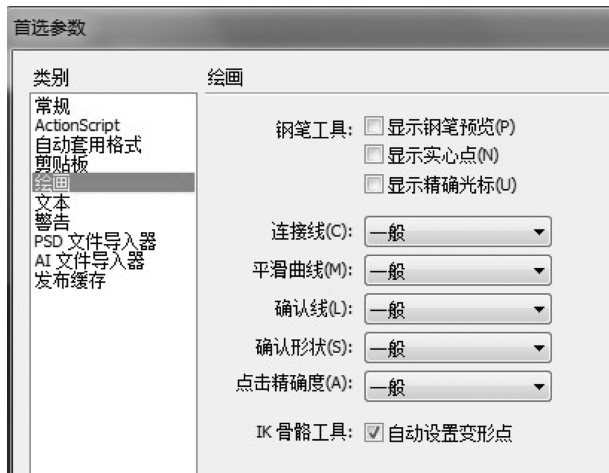 首选参数
类别
常规
ActionScript
自动套用格式
剪贴板
绘画
文本
警告
PSD 文件导入器
AI 文件导入器
发布缓存
绘画
钢笔工具: 显示钢笔预览(P)
显示实心点(N)
显示精确光标(U)
连接线(C): 一般
平滑曲线(M): 一般
确认线(L): 一般
确认形状(S): 一般
点击精确度(A): 一般
IK 骨骼工具: 自动设置变形点